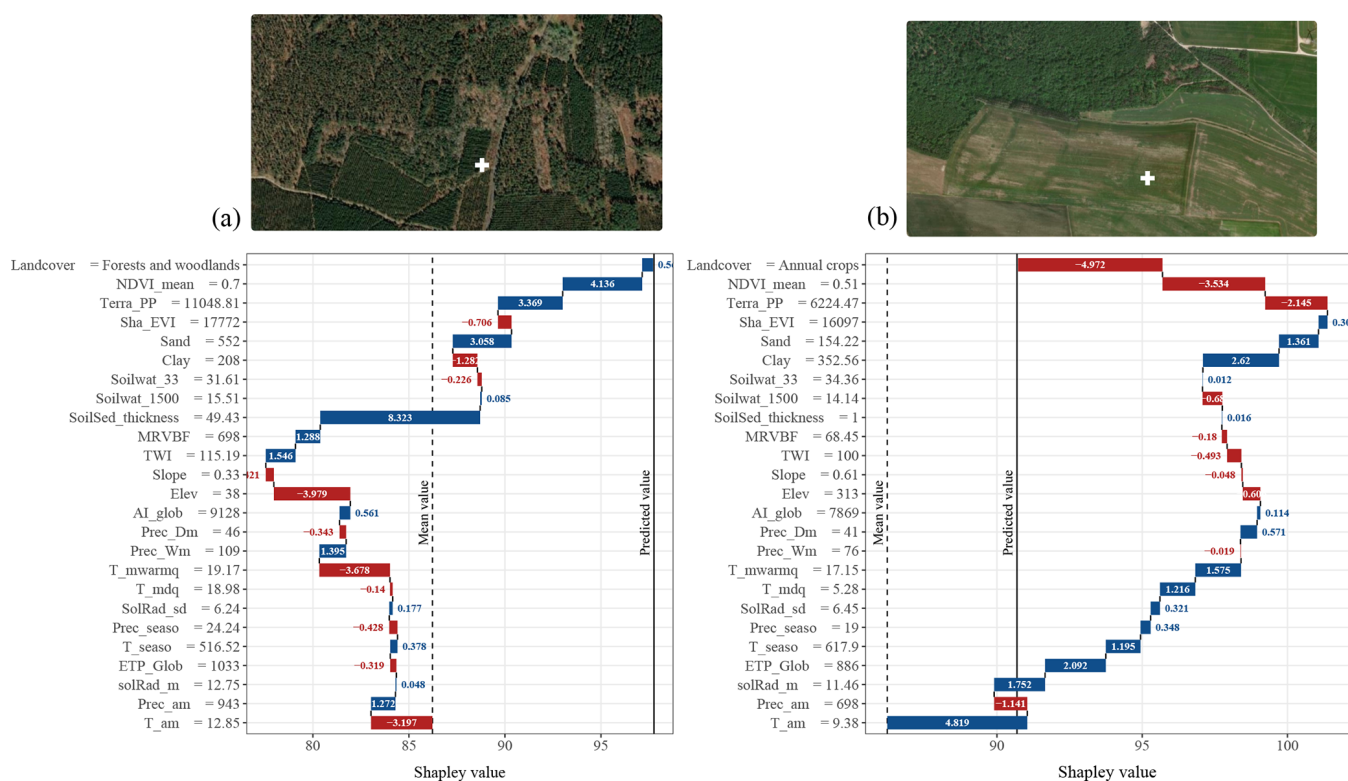 (a)
(b)
Landcover = Forests and woodlands
NDVI_mean = 0.7
4.136
Terra_PP = 11048.81
3.369
Sha_EVI = 17772
−0.706
Sand = 552
3.058
Clay = 208
Soilwat_33 = 31.61
−0.226
Soilwat_1500 = 15.51
0.085
SoilSed_thickness = 49.43
8.323
MRVBF = 698
1.288
TWI = 115.19
1.546
Slope = 0.33
Elev = 38
−3.979
AI_glob = 9128
0.561
Prec_Dm = 46
−0.343
Prec_Wm = 109
1.395
T_mwarmq = 19.17
−3.678
T_mdq = 18.98
−0.14
SolRad_sd = 6.24
0.177
Prec_seaso = 24.24
−0.428
T_seaso = 516.52
0.378
ETP_Glob = 1033
−0.319
solRad_m = 12.75
0.048
Prec_am = 943
1.272
T_am = 12.85
−3.197
Mean value
Predicted value
80 85 90 95
Shapley value
Landcover = Annual crops
−4.972
NDVI_mean = 0.51
−3.534
Terra_PP = 6224.47
−2.145
Sha_EVI = 16097
Sand = 154.22
1.361
Clay = 352.56
2.62
Soilwat_33 = 34.36
0.012
Soilwat_1500 = 14.14
SoilSed_thickness = 1
0.016
MRVBF = 68.45
−0.18
TWI = 100
−0.493
Slope = 0.61
−0.048
Elev = 313
AI_glob = 7869
0.114
Prec_Dm = 41
0.571
Prec_Wm = 76
−0.019
T_mwarmq = 17.15
1.575
T_mdq = 5.28
1.216
SolRad_sd = 6.45
0.321
Prec_seaso = 19
0.348
T_seaso = 617.9
1.195
ETP_Glob = 886
2.092
solRad_m = 11.46
1.752
Prec_am = 698
−1.141
T_am = 9.38
4.819
Mean value
Predicted value
90 95 100
Shapley value